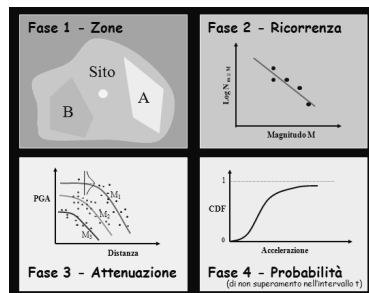 Fase 1 - Zone
Sito
A
B
Fase 2 - Ricorrenza
Log N m ≥ M
Magnitudo M
PGA
M1
M2
M3
Distanza
Fase 3 - Attenuazione
1
CDF
0
Accelerazione
Fase 4 - Probabilità
(di non superamento nell'intervallo t)